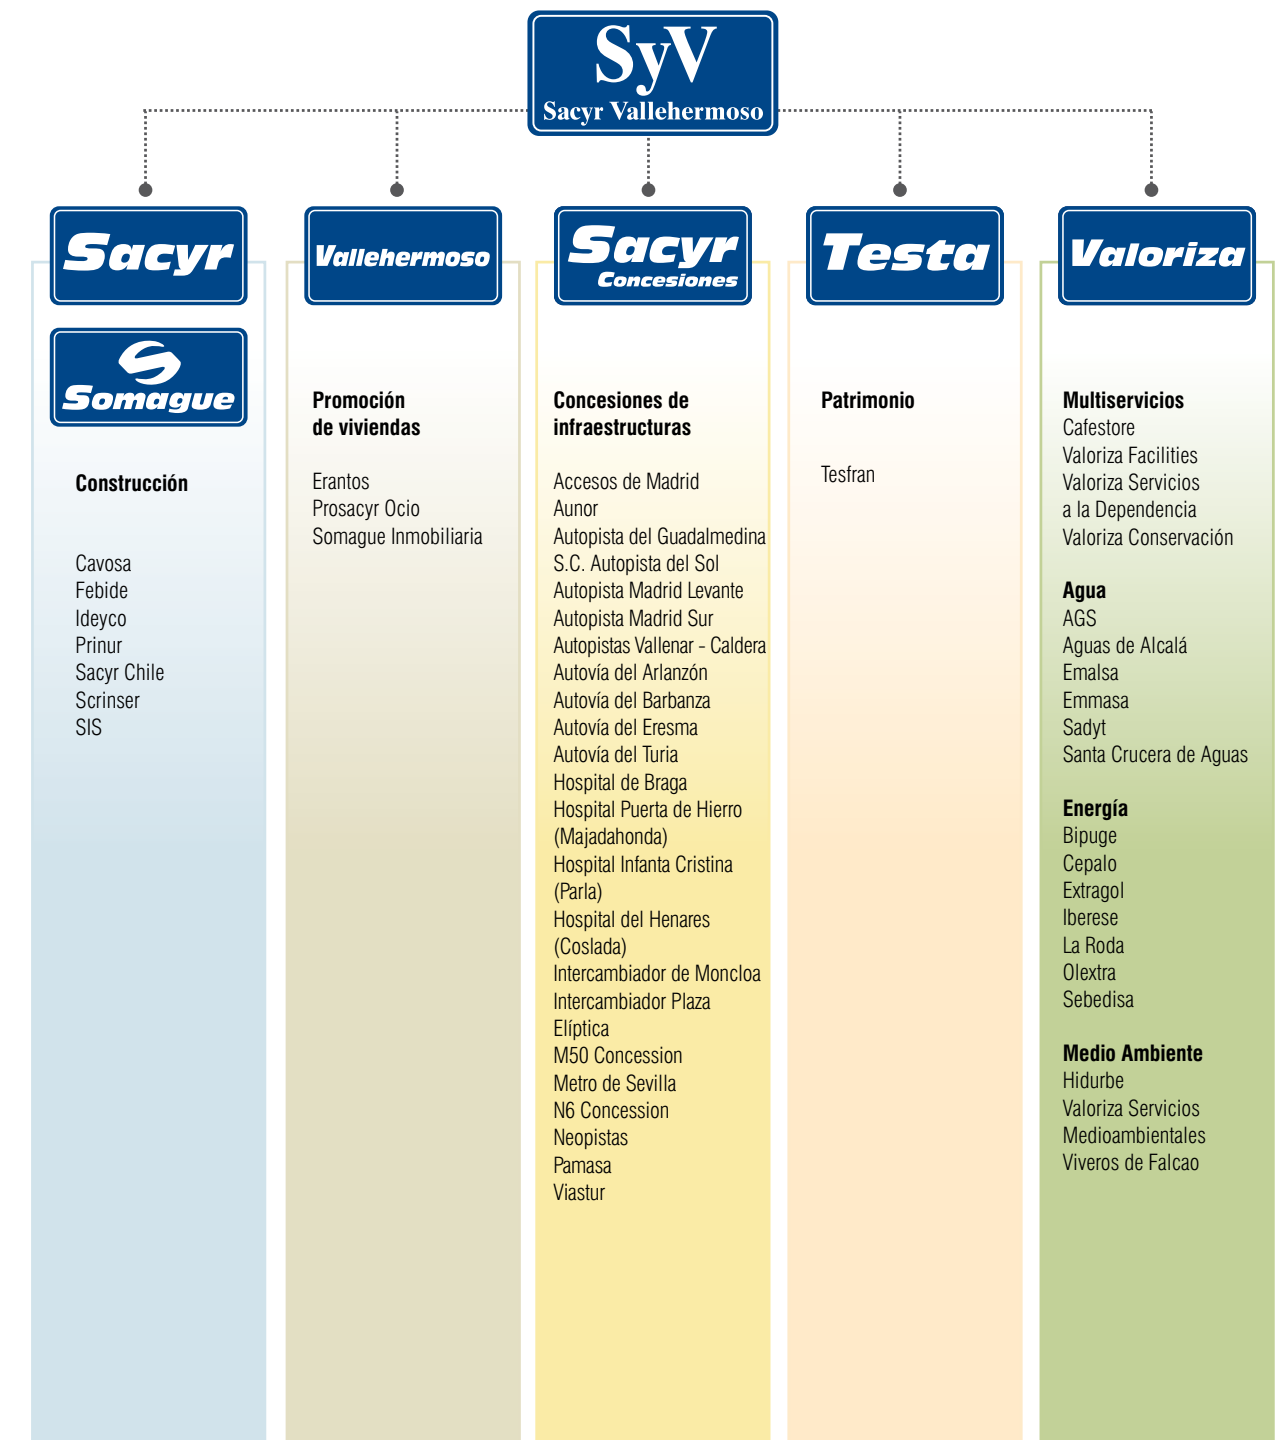 SyV
Sacyr Vallehermoso
Sacyr
Somague
Construcción
Cavosa
Febide
Ideyco
Prinur
Sacyr Chile
Scrinser
SIS
Vallehermoso
Promoción
de viviendas
Erantos
Prosacyr Ocio
Somague Inmobiliaria
Sacyr
Concesiones
Concesiones de
infraestructuras
Accesos de Madrid
Aunor
Autopista del Guadalmedina
S.C. Autopista del Sol
Autopista Madrid Levante
Autopista Madrid Sur
Autopistas Vallenar - Caldera
Autovía del Arlanzón
Autovía del Barbanza
Autovía del Eresma
Autovía del Turia
Hospital de Braga
Hospital Puerta de Hierro
(Majadahonda)
Hospital Infanta Cristina
(Parla)
Hospital del Henares
(Coslada)
Intercambiador de Moncloa
Intercambiador Plaza
Elíptica
M50 Concession
Metro de Sevilla
N6 Concession
Neopistas
Pamasa
Viastur
Testa
Patrimonio
Tesfran
Valoriza
Multiservicios
Cafestore
Valoriza Facilities
Valoriza Servicios
a la Dependencia
Valoriza Conservación
Agua
AGS
Aguas de Alcalá
Emalsa
Emmasa
Sadyt
Santa Crucera de Aguas
Energía
Bipuge
Cepalo
Extragol
Iberese
La Roda
Olextra
Sebedisa
Medio Ambiente
Hidurbe
Valoriza Servicios
Medioambientales
Viveros de Falcao